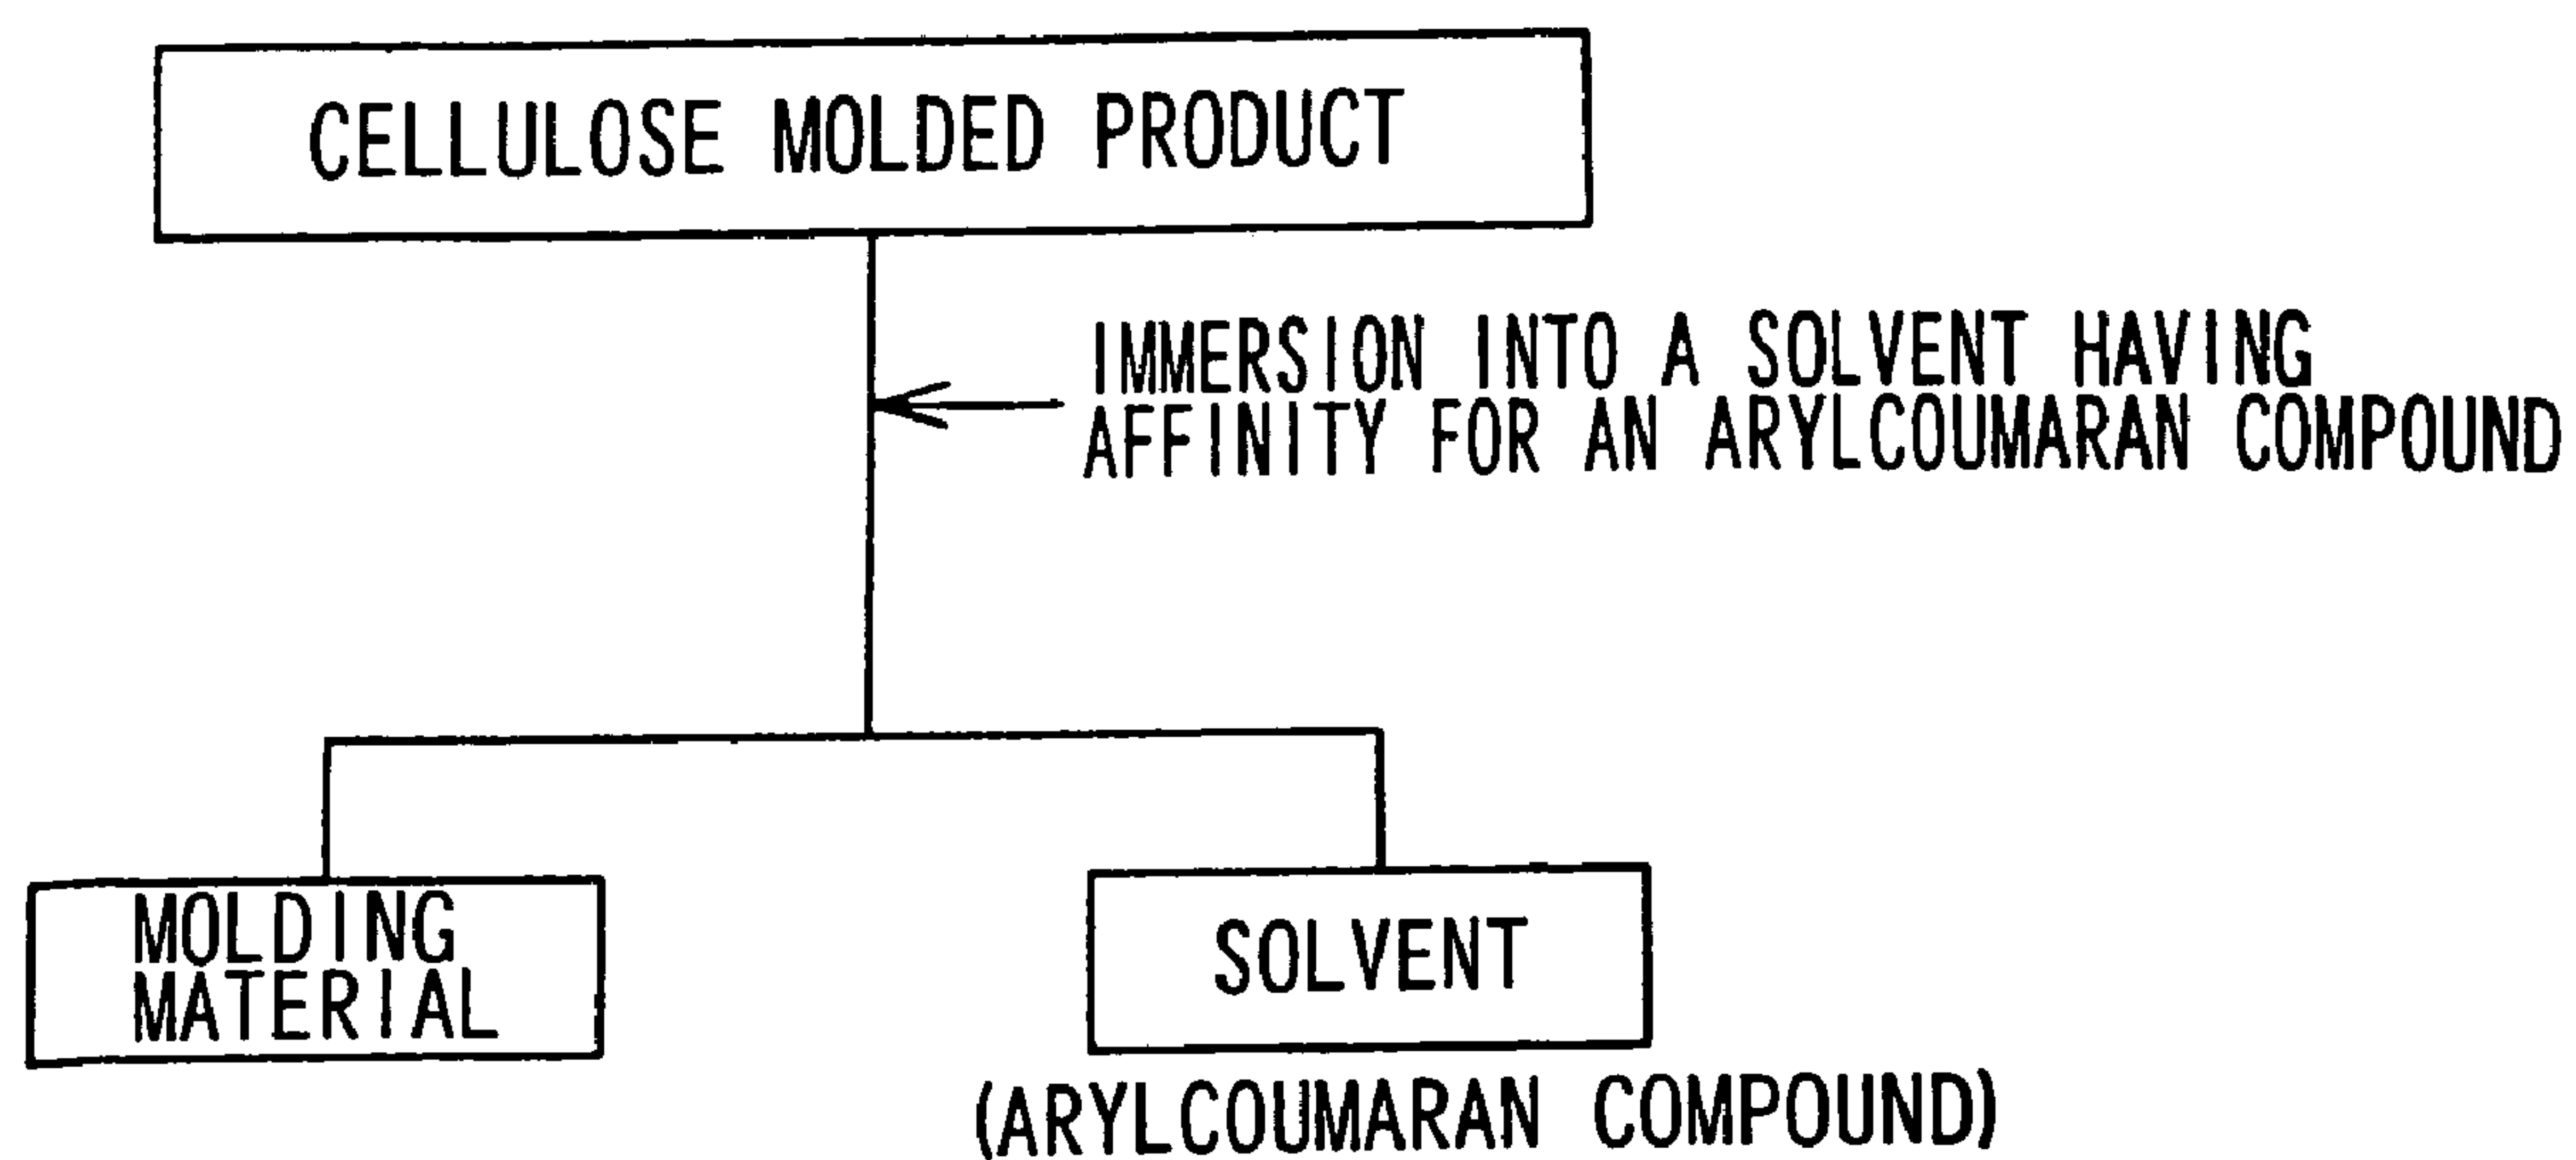 CELLULOSE MOLDED PRODUCT
IMMERSION INTO A SOLVENT HAVING
AFFINITY FOR AN ARYLCOUMARAN COMPOUND
MOLDING
MATERIAL
SOLVENT
(ARYLCOUMARAN COMPOUND)